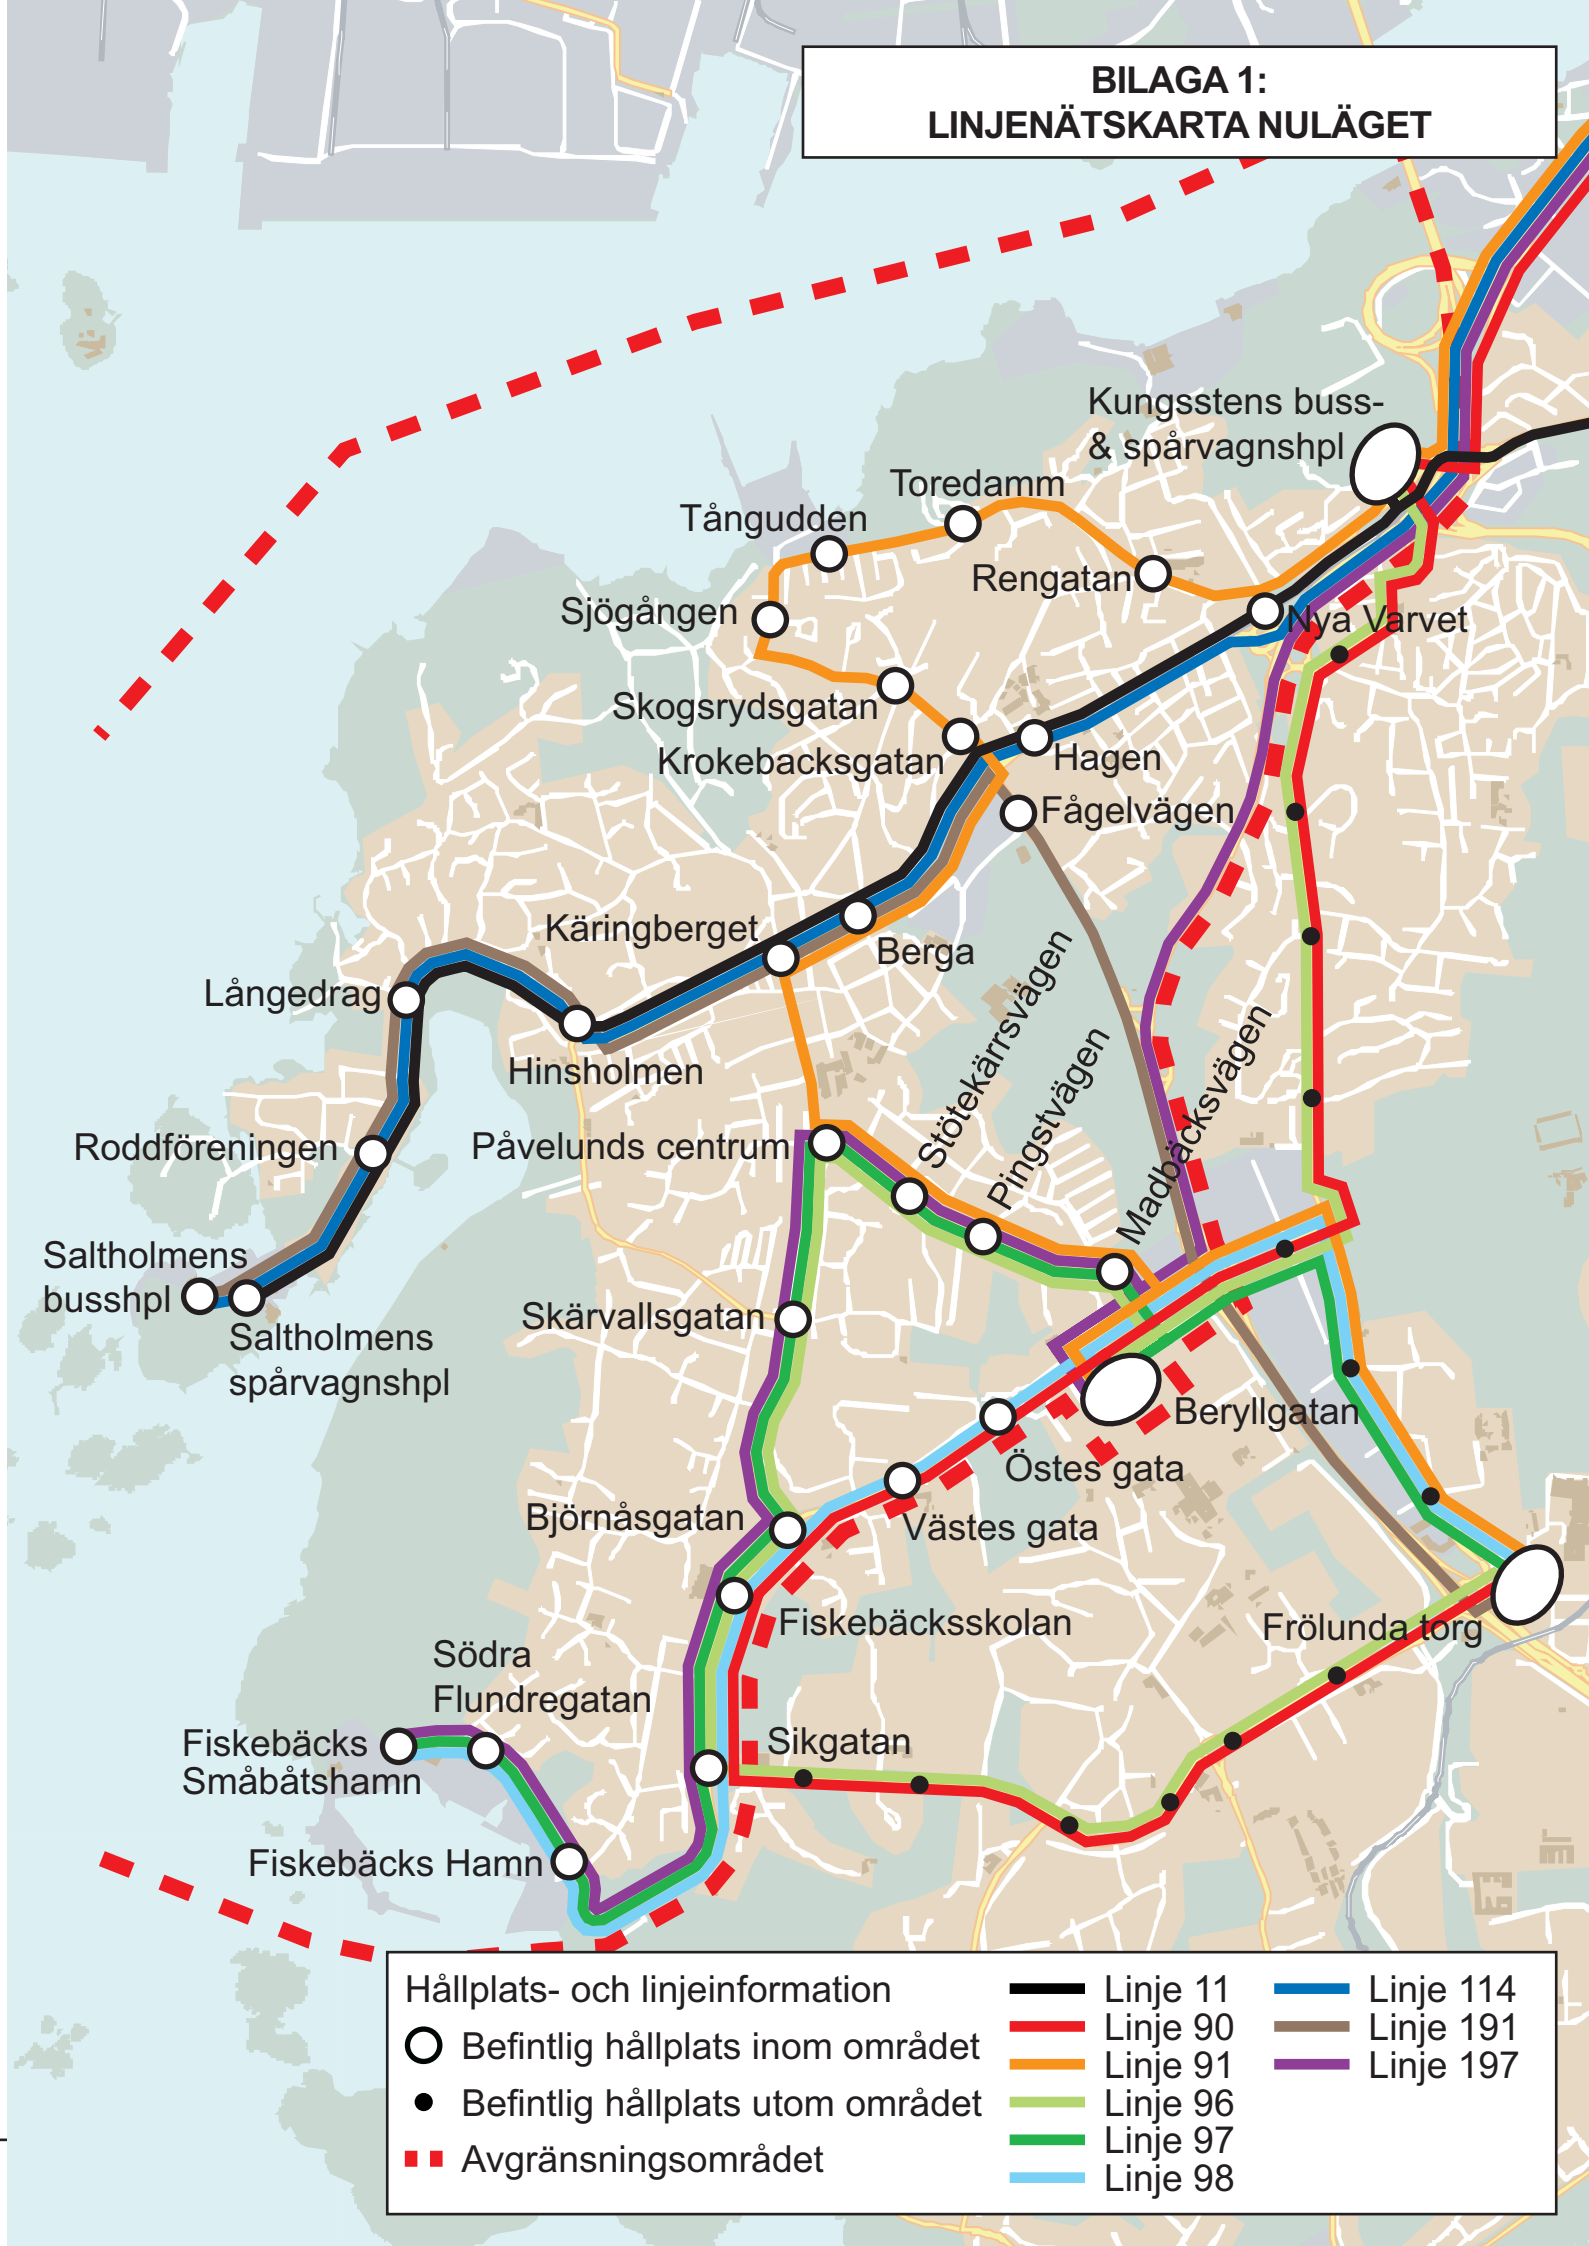 BILAGA 1:
LINJENÄTSKARTA NULÄGET
Kungsstens buss-
& spårvagnshpl
Toredamm
Tångudden
Rengatan
Sjögången
Nya Varvet
Skogsrydsgatan
Krokebacksgatan
Hagen
Fågelvägen
Käringberget
Berga
Långedrag
Hinsholmen
Stötekärrsvägen
Pingstvägen
Madbäcksvägen
Roddföreningen
Påvelunds centrum
Saltholmens
busshpl
Saltholmens
spårvagnshpl
Skärvallsgatan
Beryllgatan
Östes gata
Västes gata
Björnåsgatan
Fiskebäcksskolan
Frölunda torg
Södra
Flundregatan
Sikgatan
Fiskebäcks
Småbåtshamn
Fiskebäcks Hamn
Hållplats- och linjeinformation
Befintlig hållplats inom området
Befintlig hållplats utom området
Avgränsningsområdet
Linje 11
Linje 90
Linje 91
Linje 96
Linje 97
Linje 98
Linje 114
Linje 191
Linje 197